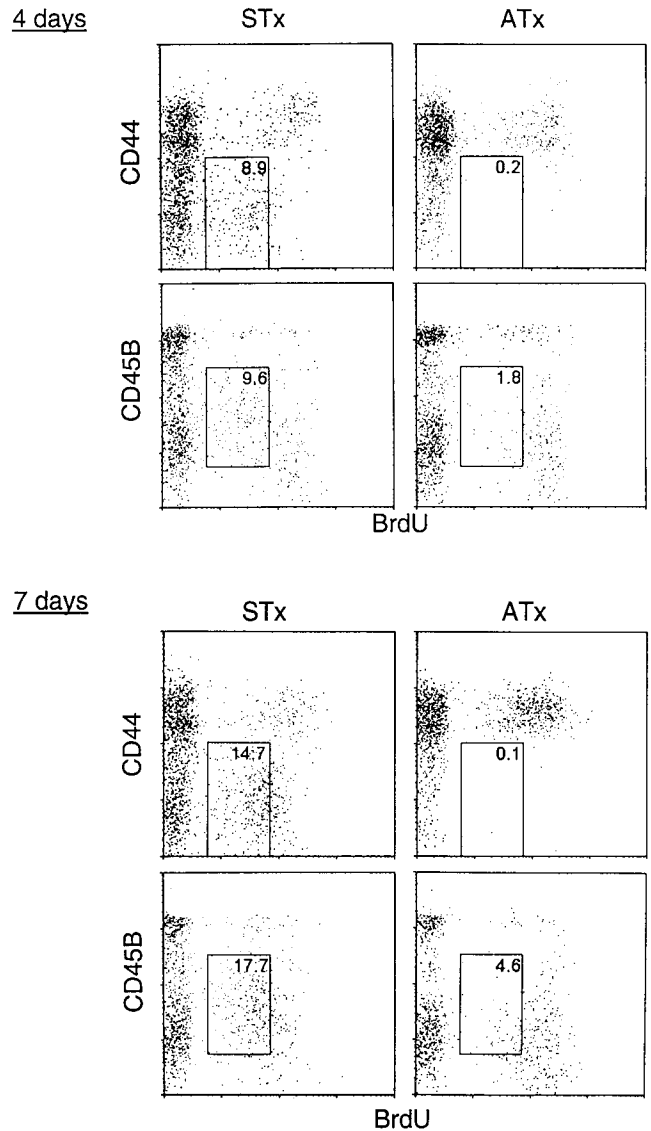 4 days
STx ATx
CD44
8.9 0.2
CD45B
9.6 1.8
BrdU
7 days
STx ATx
CD44
14.7 0.1
CD45B
17.7 4.6
BrdU